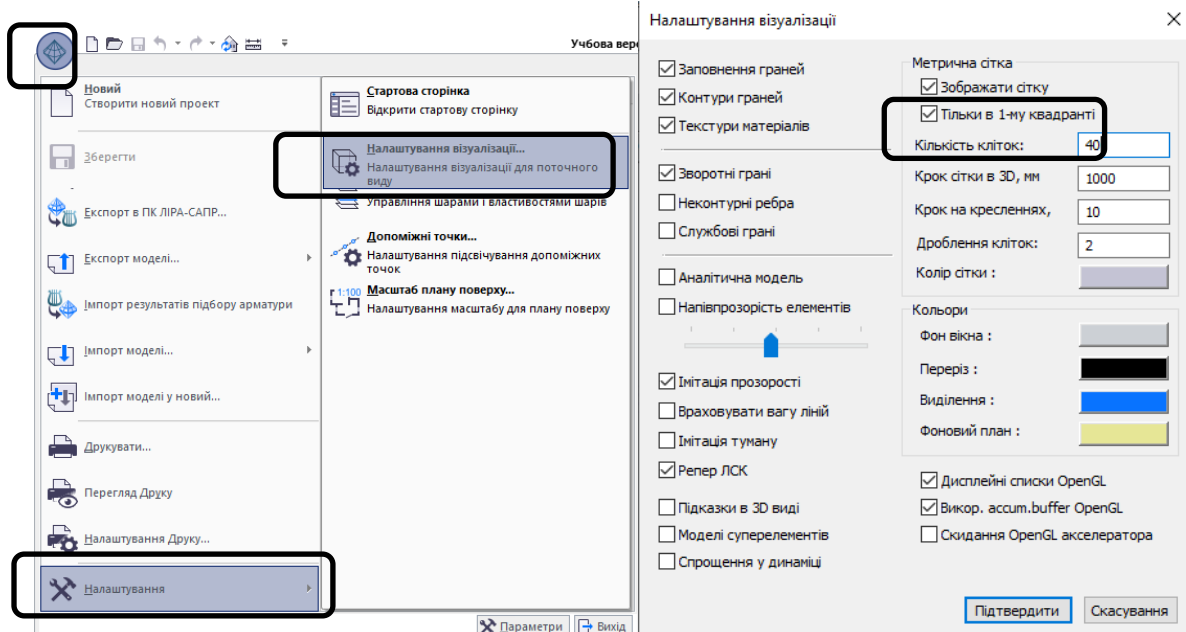 Учбова вер
Новий
Створити новий проект
Зберегти
Експорт в ПК ЛІРА-САПР...
Експорт моделі...
Імпорт результатів підбору арматури
Імпорт моделі...
Імпорт моделі у новий...
Друкувати...
Перегляд Друку
Налаштування Друку...
Налаштування
Стартова сторінка
Відкрити стартову сторінку
Налаштування візуалізації...
Налаштування візуалізації для поточного
виду
Управління шарами і властивостями шарів
Допоміжні точки...
Налаштування підсвічування допоміжних
точок
1:100
Масштаб плану поверху...
Налаштування масштабу для плану поверху
Параметри
Вихід
Налаштування візуалізації
Заповнення граней
Контури граней
Текстури матеріалів
Зворотні грані
Неконтурні ребра
Службові грані
Аналітична модель
Напівпрозорість елементів
Імітація прозорості
Враховувати вагу ліній
Імітація туману
Репер ЛСК
Підказки в 3D виді
Моделі суперелементів
Спрощення у динаміці
Метрична сітка
Зображати сітку
Тільки в 1-му квадранті
Кількість кліток: 40
Крок сітки в 3D, мм 1000
Крок на кресленнях, 10
Дроблення кліток: 2
Колір сітки :
Кольори
Фон вікна :
Переріз :
Виділення :
Фоновий план :
Дисплейні списки OpenGL
Викор. accum.buffer OpenGL
Скидання OpenGL акселератора
Підтвердити
Скасування